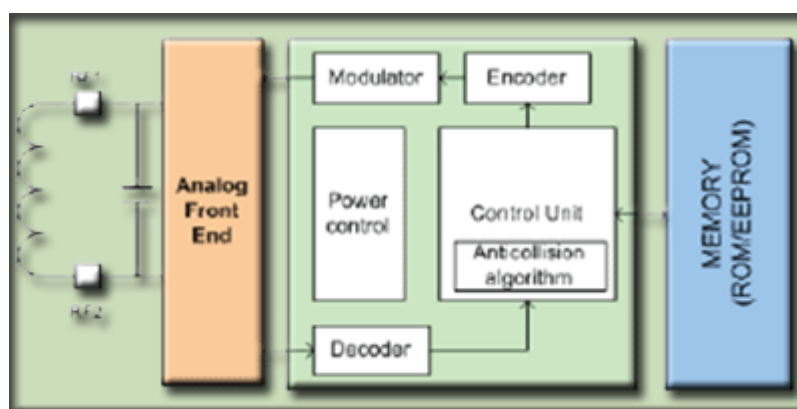 Modulator
Encoder
Analog
Front
End
Power
control
Control Unit
Anticollision
algorithm
Decoder
MEMORY
(ROM/EEPROM)